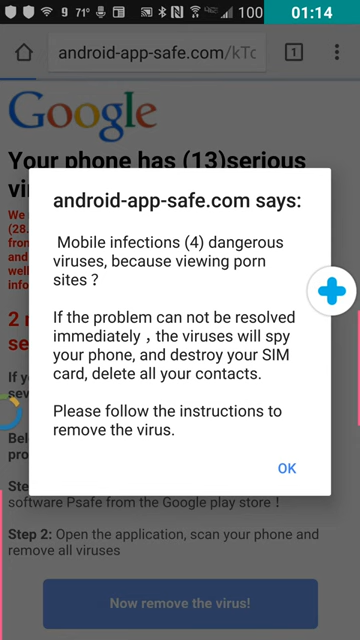 9 71° 100 01:14
android-app-safe.com/kTc 1
Google
Your phone has (13)serious
android-app-safe.com says:
Mobile infections (4) dangerous
viruses, because viewing porn
sites ?
If the problem can not be resolved
immediately , the viruses will spy
your phone, and destroy your SIM
card, delete all your contacts.
Please follow the instructions to
remove the virus.
OK
software Psafe from the Google play store !
Step 2: Open the application, scan your phone and
remove all viruses
Now remove the virus!